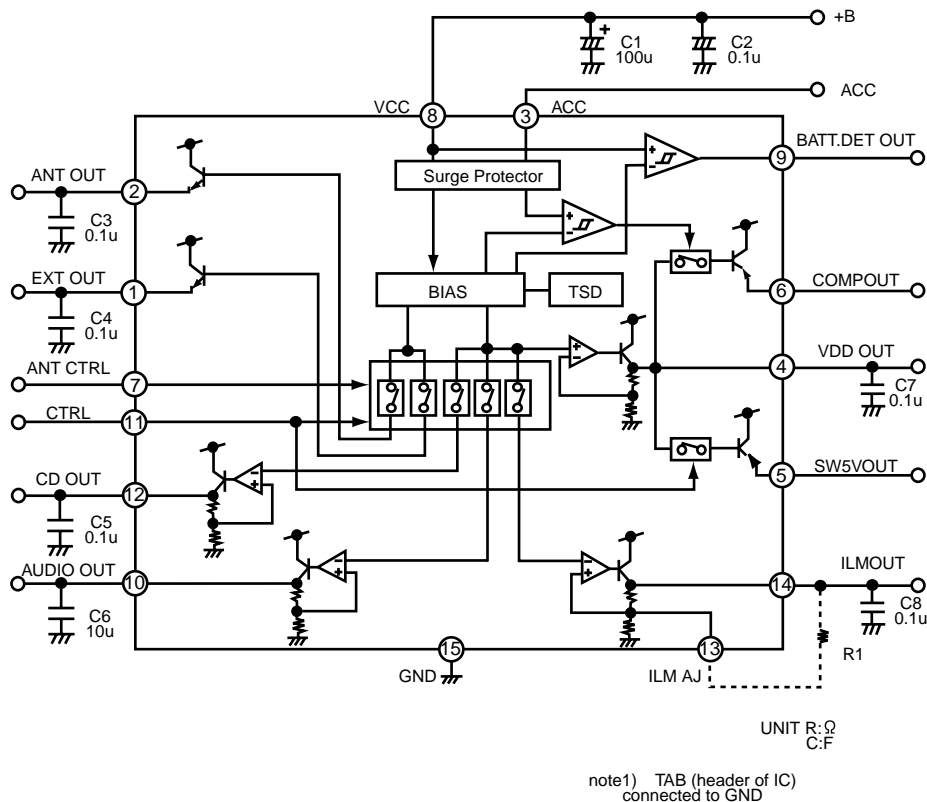 +B
+
C1
100u
C2
0.1u
ACC
VCC
8
3
ACC
BATT.DET OUT
9
ANT OUT
2
Surge Protector
+
−
C3
0.1u
+
−
EXT OUT
1
BIAS
TSD
6
COMPOUT
C4
0.1u
ANT CTRL
7
+
−
4
VDD OUT
C7
0.1u
CTRL
11
CD OUT
12
−
+
5
SW5VOUT
C5
0.1u
AUDIO OUT
10
−
+
−
+
14
ILMOUT
C6
10u
C8
0.1u
R1
15
GND
13
ILM AJ
UNIT R:Ω
C:F
note1) TAB (header of IC)
connected to GND